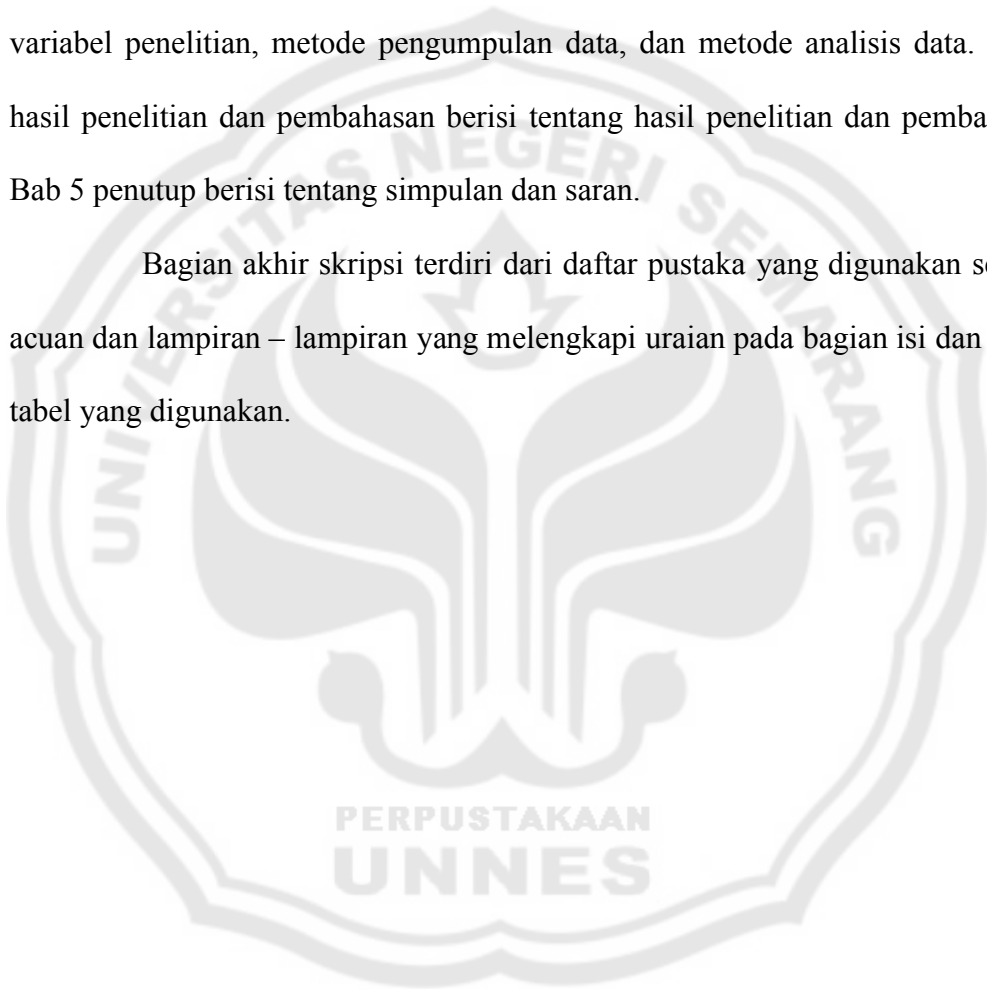 variabel penelitian, metode pengumpulan data, dan metode analisis data.
hasil penelitian dan pembahasan berisi tentang hasil penelitian dan
Bab 5 penutup berisi tentang simpulan dan saran.
Bagian akhir skripsi terdiri dari daftar pustaka yang digunakan
acuan dan lampiran – lampiran yang melengkapi uraian pada bagian isi dan
tabel yang digunakan.
UNIVERSITAS NEGERI SEMARANG
PERPUSTAKAAN
UNNES